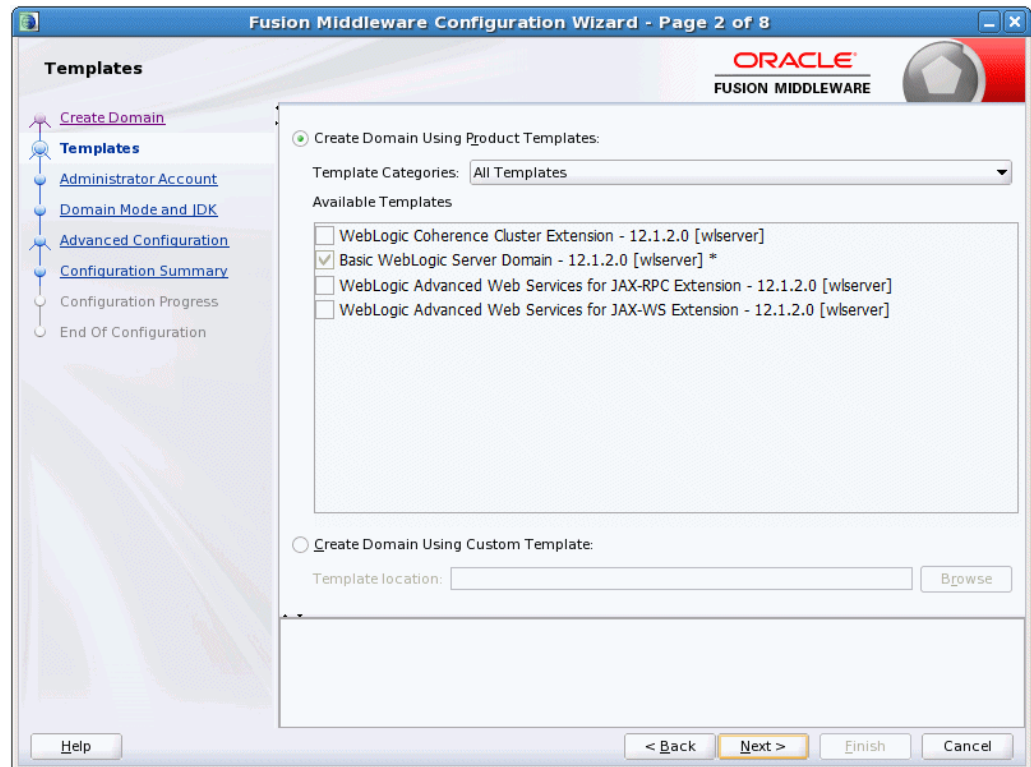 Fusion Middleware Configuration Wizard - Page 2 of 8
Templates
ORACLE
FUSION MIDDLEWARE
Create Domain
Templates
Administrator Account
Domain Mode and JDK
Advanced Configuration
Configuration Summary
Configuration Progress
End Of Configuration
Create Domain Using Product Templates:
Template Categories: All Templates
Available Templates
WebLogic Coherence Cluster Extension - 12.1.2.0 [wlserver]
Basic WebLogic Server Domain - 12.1.2.0 [wlserver] *
WebLogic Advanced Web Services for JAX-RPC Extension - 12.1.2.0 [wlserver]
WebLogic Advanced Web Services for JAX-WS Extension - 12.1.2.0 [wlserver]
Create Domain Using Custom Template:
Template location: Browse
Help < Back Next > Finish Cancel